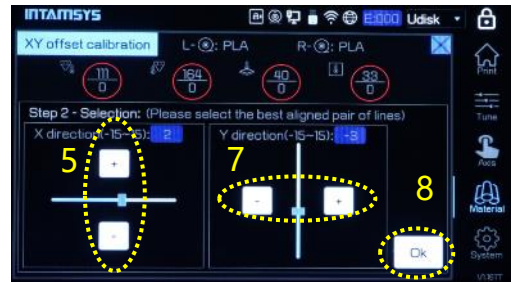 INTAMSYS
E:000 Udisk
XY offset calibration
L-: PLA
R-: PLA
111
0
164
0
40
0
33
0
Step 2 - Selection: (Please select the best aligned pair of lines)
X direction(-15~15): 2
Y direction(-15~15): -3
5
+
-
7
-
+
8
Ok
Print
Tune
Axis
Material
System